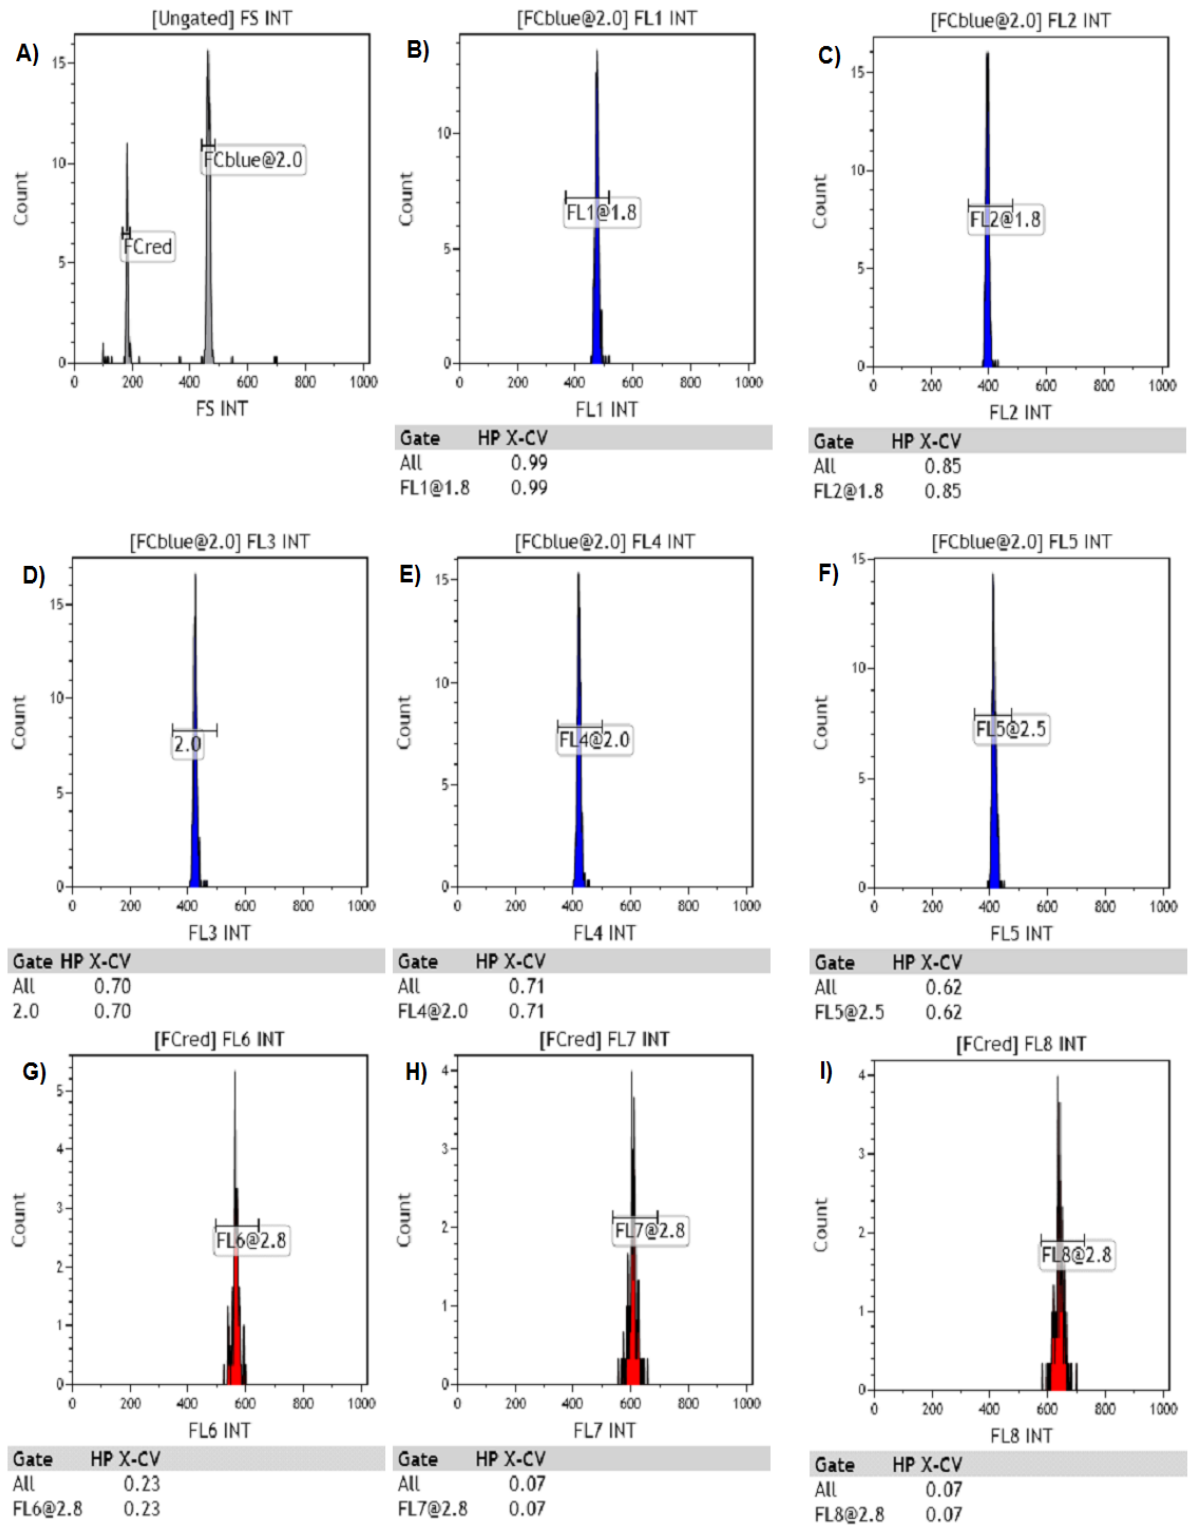 A)
[Ungated] FS INT
Count
15
10
5
0
FCblue@2.0
FCred
0 200 400 600 800 1000
FS INT
B)
[FCblue@2.0] FL1 INT
Count
10
5
0
FL1@1.8
0 200 400 600 800 1000
FL1 INT
Gate HP X-CV
All 0.99
FL1@1.8 0.99
C)
[FCblue@2.0] FL2 INT
Count
15
10
5
0
FL2@1.8
0 200 400 600 800 1000
FL2 INT
Gate HP X-CV
All 0.85
FL2@1.8 0.85
D)
[FCblue@2.0] FL3 INT
Count
15
10
5
0
2.0
0 200 400 600 800 1000
FL3 INT
Gate HP X-CV
All 0.70
2.0 0.70
E)
[FCblue@2.0] FL4 INT
Count
15
10
5
0
FL4@2.0
0 200 400 600 800 1000
FL4 INT
Gate HP X-CV
All 0.71
FL4@2.0 0.71
F)
[FCblue@2.0] FL5 INT
Count
15
10
5
0
FL5@2.5
0 200 400 600 800 1000
FL5 INT
Gate HP X-CV
All 0.62
FL5@2.5 0.62
G)
[FCred] FL6 INT
Count
5
4
3
2
1
0
FL6@2.8
0 200 400 600 800 1000
FL6 INT
Gate HP X-CV
All 0.23
FL6@2.8 0.23
H)
[FCred] FL7 INT
Count
4
3
2
1
0
FL7@2.8
0 200 400 600 800 1000
FL7 INT
Gate HP X-CV
All 0.07
FL7@2.8 0.07
I)
[FCred] FL8 INT
Count
4
3
2
1
0
FL8@2.8
0 200 400 600 800 1000
FL8 INT
Gate HP X-CV
All 0.07
FL8@2.8 0.07